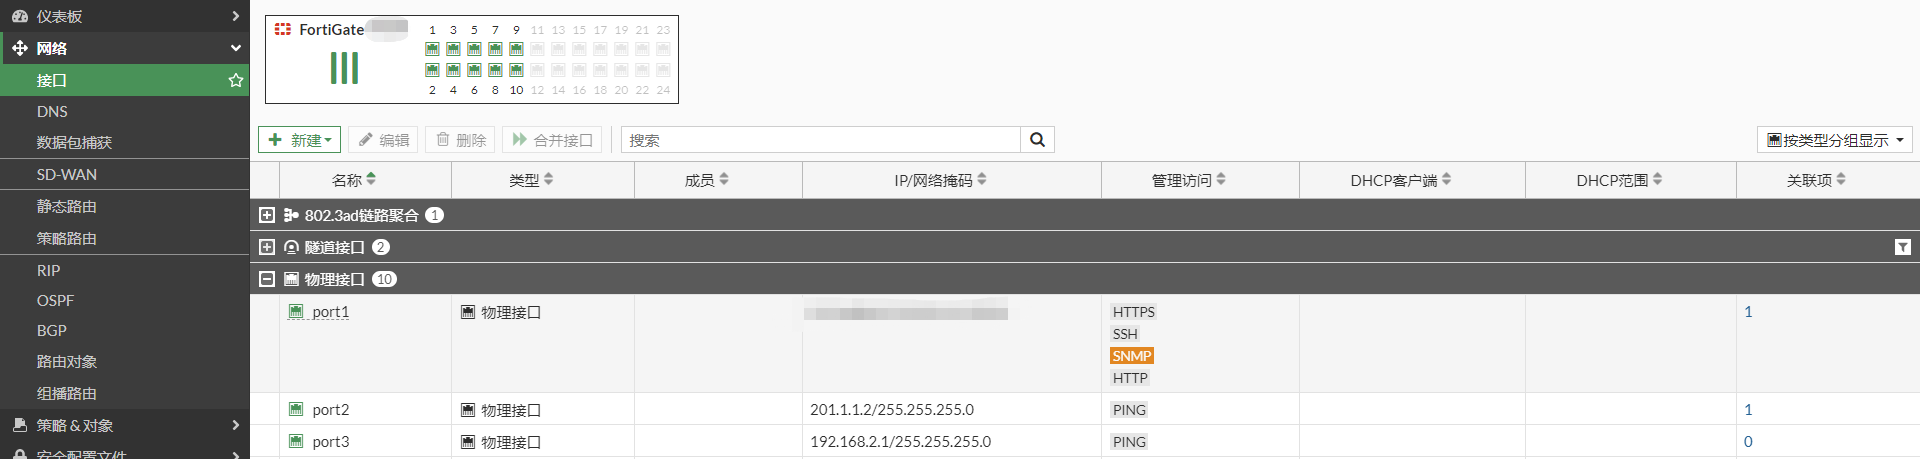 仪表板
网络
接口
DNS
数据包捕获
SD-WAN
静态路由
策略路由
RIP
OSPF
BGP
路由对象
组播路由
策略 & 对象
安全配置文件
FortiGate
1 3 5 7 9 11 13 15 17 19 21 23
2 4 6 8 10 12 14 16 18 20 22 24
新建 编辑 删除 合并接口 搜索 按类型分组显示
名称 类型 成员 IP/网络掩码 管理访问 DHCP客户端 DHCP范围 关联项
802.3ad链路聚合 1
隧道接口 2
物理接口 10
port1 物理接口 HTTPS 1
SSH
SNMP
HTTP
port2 物理接口 201.1.1.2/255.255.255.0 PING 1
port3 物理接口 192.168.2.1/255.255.255.0 PING 0